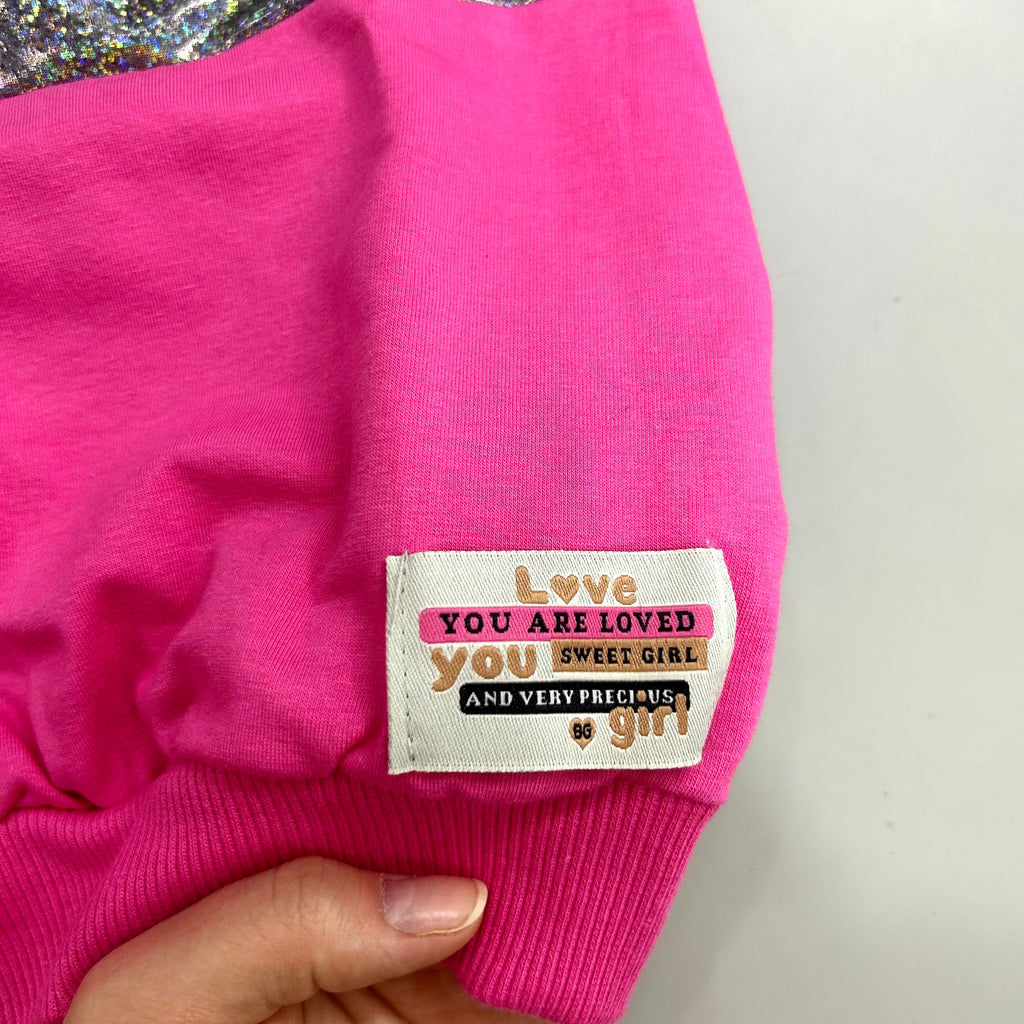 Love
YOU ARE LOVED
you SWEET GIRL
AND VERY PRECIOUS
girl
BG